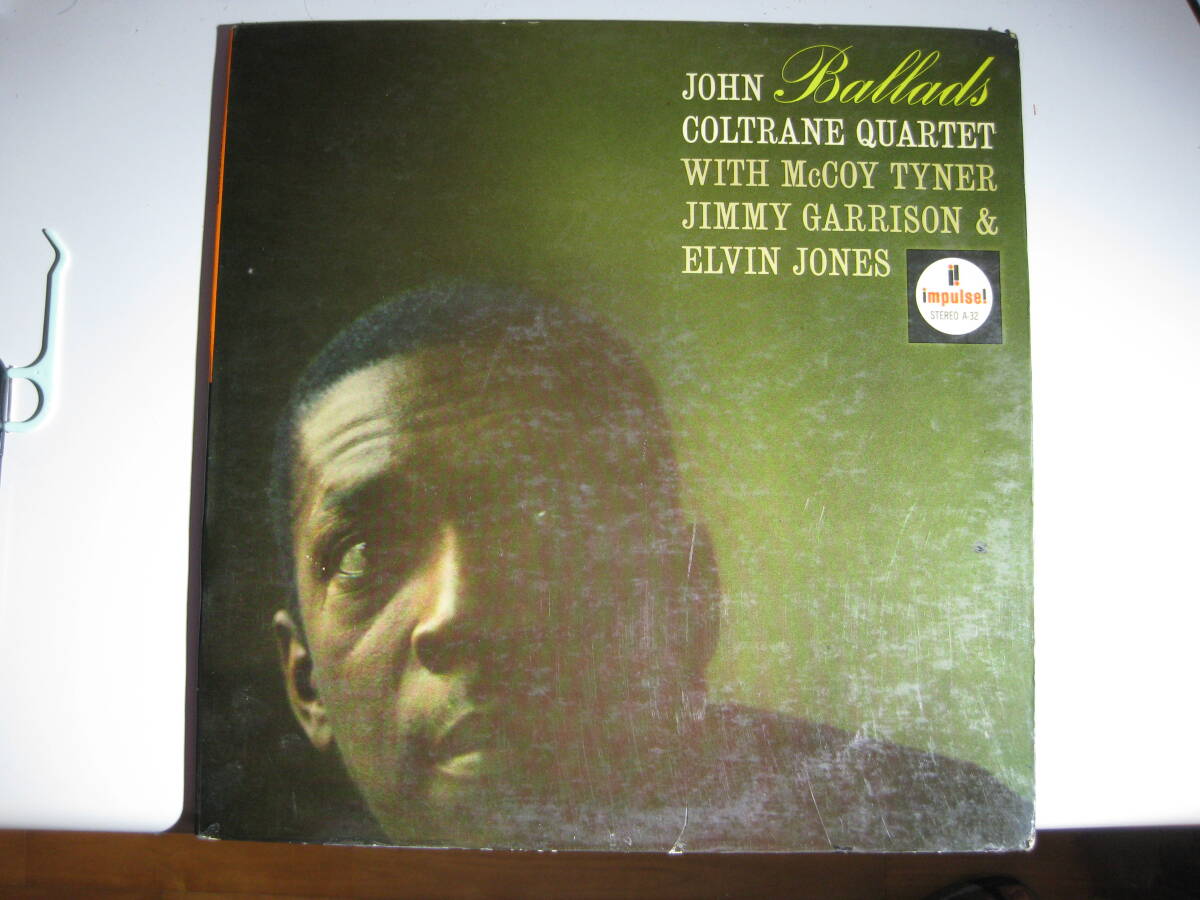 JOHN Ballads
COLTRANE QUARTET
WITH McCOY TYNER
JIMMY GARRISON &
ELVIN JONES
i!
impulse!
STEREO A-32